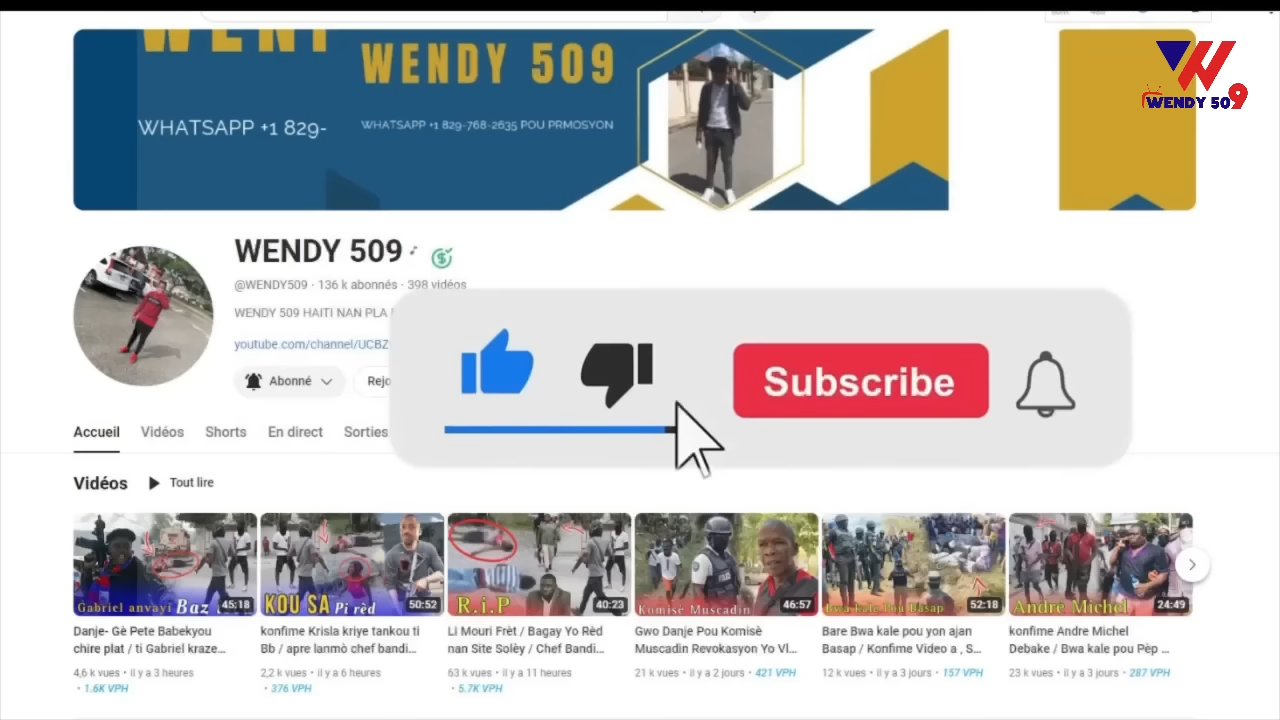 WENDY 509
WHATSAPP +1 829-
WHATSAPP +1 829-768-2635 POU PRMOSYON
WENDY 509
WENDY 509
@WENDY509 · 136 k abonnés · 398 vidéos
WENDY 509 HAITI NAN PLA
youtube.com/channel/UCBZ
Abonné
Subscribe
Accueil Vidéos Shorts En direct Sorties
Vidéos
Tout lire
Gabriel anvayi Baz
45:18
KOU SA Pi rèd
50:52
R.i.P
40:23
Komise Muscadin
46:57
Bwa kale Pou Basap
52:18
Andre Michel
24:49
Danje- Gè Pete Babekyou
chire plat / ti Gabriel kraze...
4,6 k vues • il y a 3 heures
• 1.6K VPH
konfime Krisla kriye tankou ti
Bb / apre lanmò chef bandi...
2,2 k vues • il y a 6 heures
• 376 VPH
Li Mouri Frèt / Bagay Yo Rèd
nan Site Solèy / Chef Bandi...
63 k vues • il y a 11 heures
• 5.7K VPH
Gwo Danje Pou Komisè
Muscadin Revokasyon Yo Vl...
21 k vues • il y a 2 jours • 421 VPH
Bare Bwa kale pou yon ajan
Basap / Konfime Video a , S...
12 k vues • il y a 3 jours • 157 VPH
konfime Andre Michel
Debake / Bwa kale pou Pèp ...
23 k vues • il y a 3 jours • 287 VPH